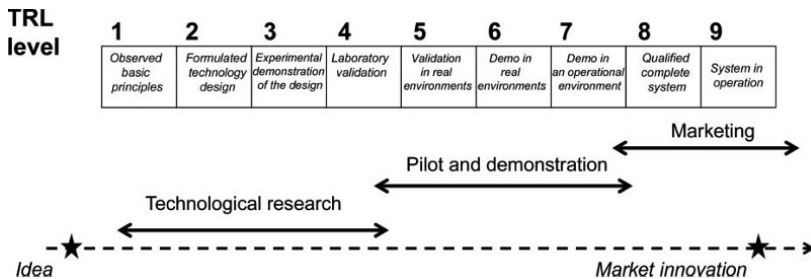 TRL
level
1 2 3 4 5 6 7 8 9
Observed
basic
principles
Formulated
technology
design
Experimental
demonstration
of the design
Laboratory
validation
Validation
in real
environments
Demo in
real
environments
Demo in
an operational
environment
Qualified
complete
system
System in
operation
Marketing
Pilot and demonstration
Technological research
Idea
Market innovation